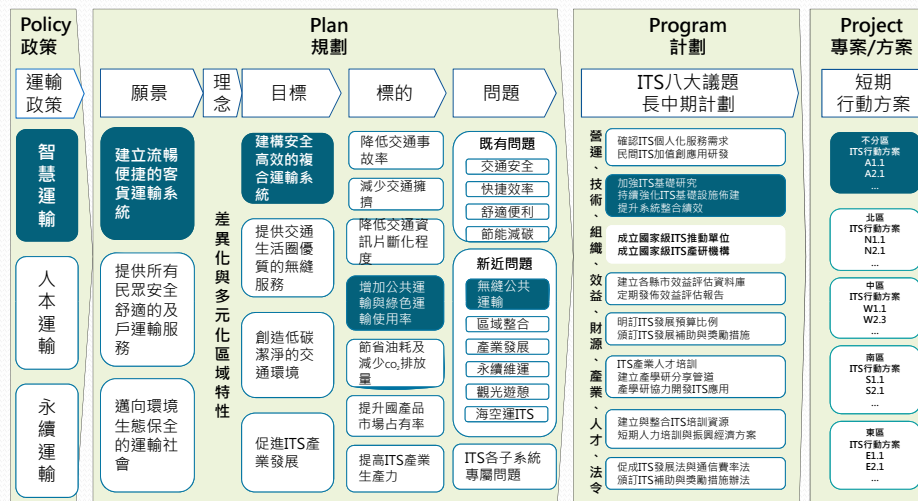 Policy
政策
運輸
政策
智
慧
運
輸
人
本
運
輸
永
續
運
輸
Plan
規劃
願景
建立流暢
便捷的客
貨運輸系
統
提供所有
民眾安全
舒適的及
戶運輸服
務
邁向環境
生態保全
的運輸社
會
理
念
差
異
化
與
多
元
化
區
域
特
性
目標
建構安全
高效的複
合運輸系
統
提供交通
生活圈優
質的無縫
服務
創造低碳
潔淨的交
通環境
促進ITS產
業發展
標的
降低交通事
故率
減少交通擁
擠
降低交通資
訊片斷化程
度
增加公共運
輸與綠色運
輸使用率
節省油耗及
減少co₂排放
量
提升國產品
市場占有率
提高ITS產業
生產力
問題
既有問題
交通安全
快捷效率
舒適便利
節能減碳
新近問題
無縫公共
運輸
區域整合
產業發展
永續維運
觀光遊憩
海空運ITS
ITS各子系統
專屬問題
Program
計劃
ITS八大議題
長中期計劃
營
運
、
技
術
、
組
織
、
效
益
、
財
源
、
產
業
、
人
才
、
法
令
確認ITS個人化服務需求
民間ITS加值創應用研發
加強ITS基礎研究
持續強化ITS基礎設施佈建
提升系統整合績效
成立國家級ITS推動單位
成立國家級ITS產研機構
建立各縣市效益評估資料庫
定期發佈效益評估報告
明訂ITS發展預算比例
頒訂ITS發展補助與獎勵措施
ITS產業人才培訓
建立產學研分享管道
產學研協力開發ITS應用
建立與整合ITS培訓資源
短期人力培訓與振興經濟方案
促成ITS發展法與通信費率法
頒訂ITS補助與獎勵措施辦法
Project
專案/方案
短期
行動方案
不分區
ITS行動方案
A1.1
A2.1
...
北區
ITS行動方案
N1.1
N2.1
...
中區
ITS行動方案
W1.1
W2.3
...
南區
ITS行動方案
S1.1
S2.1
...
東區
ITS行動方案
E1.1
E2.1
...